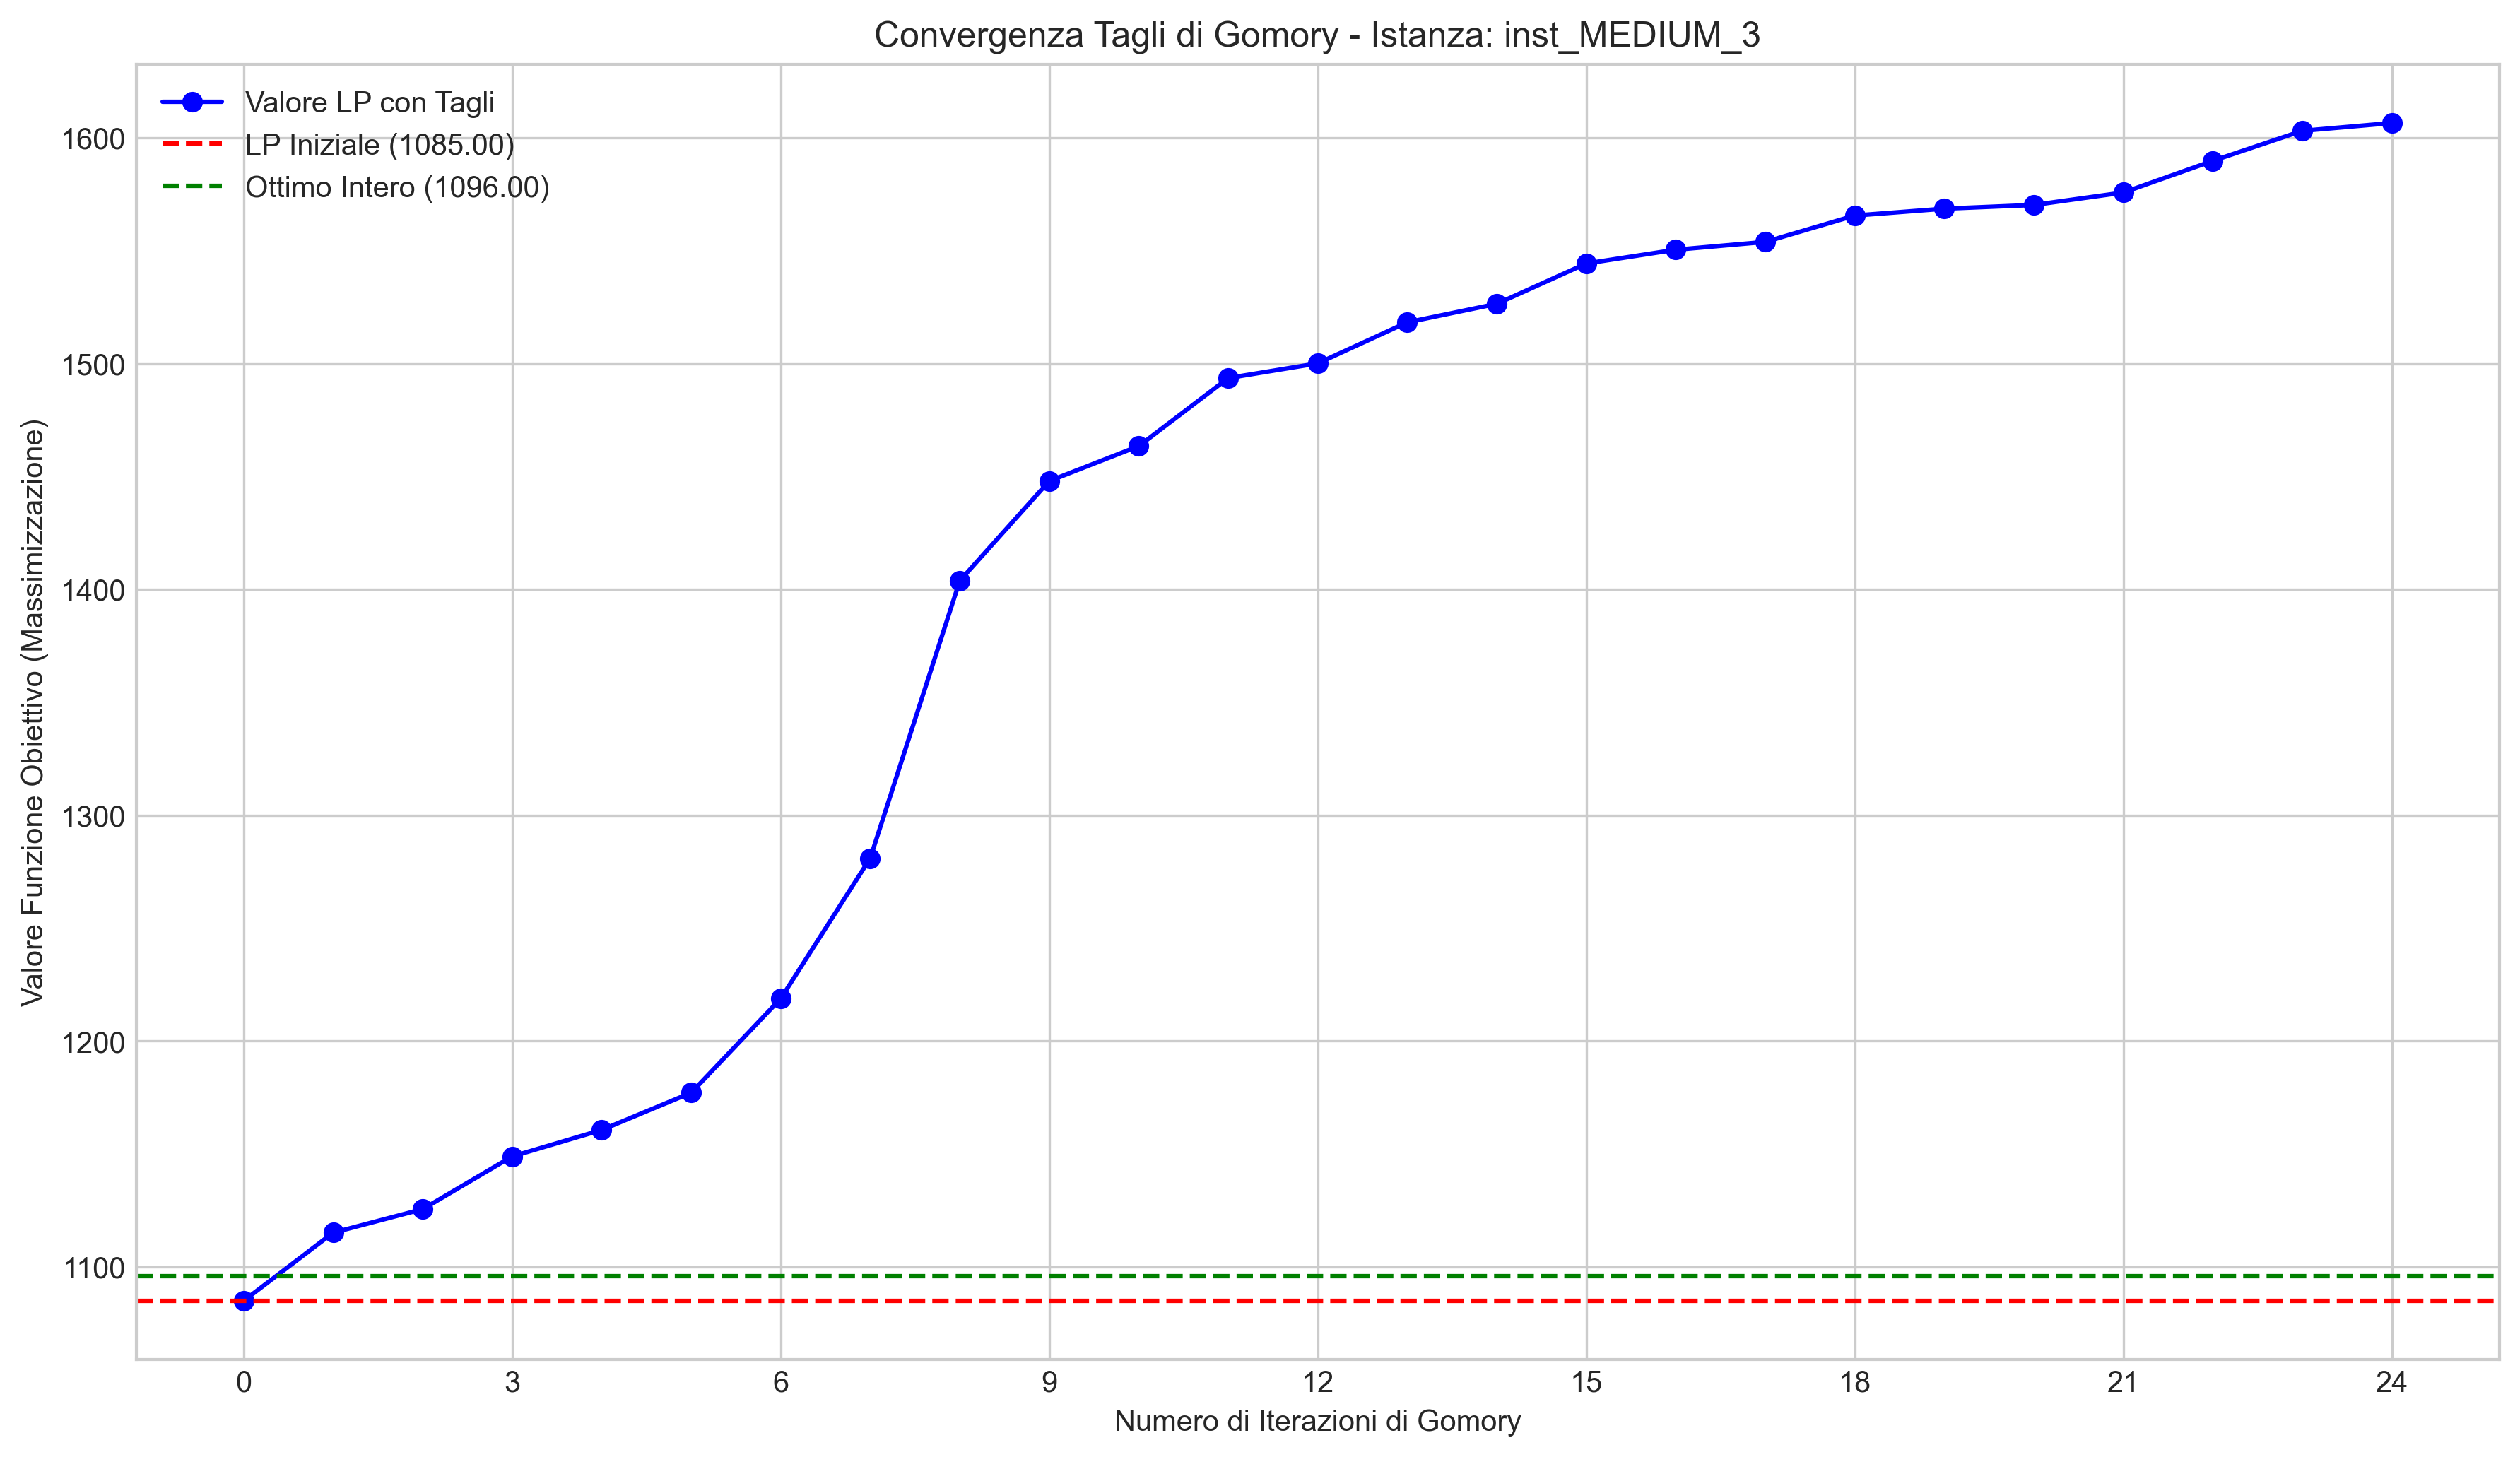 Convergenza Tagli di Gomory - Istanza: inst_MEDIUM_3
Valore LP con Tagli
LP Iniziale (1085.00)
Ottimo Intero (1096.00)
Valore Funzione Obiettivo (Massimizzazione)
1600
1500
1400
1300
1200
1100
0 3 6 9 12 15 18 21 24
Numero di Iterazioni di Gomory